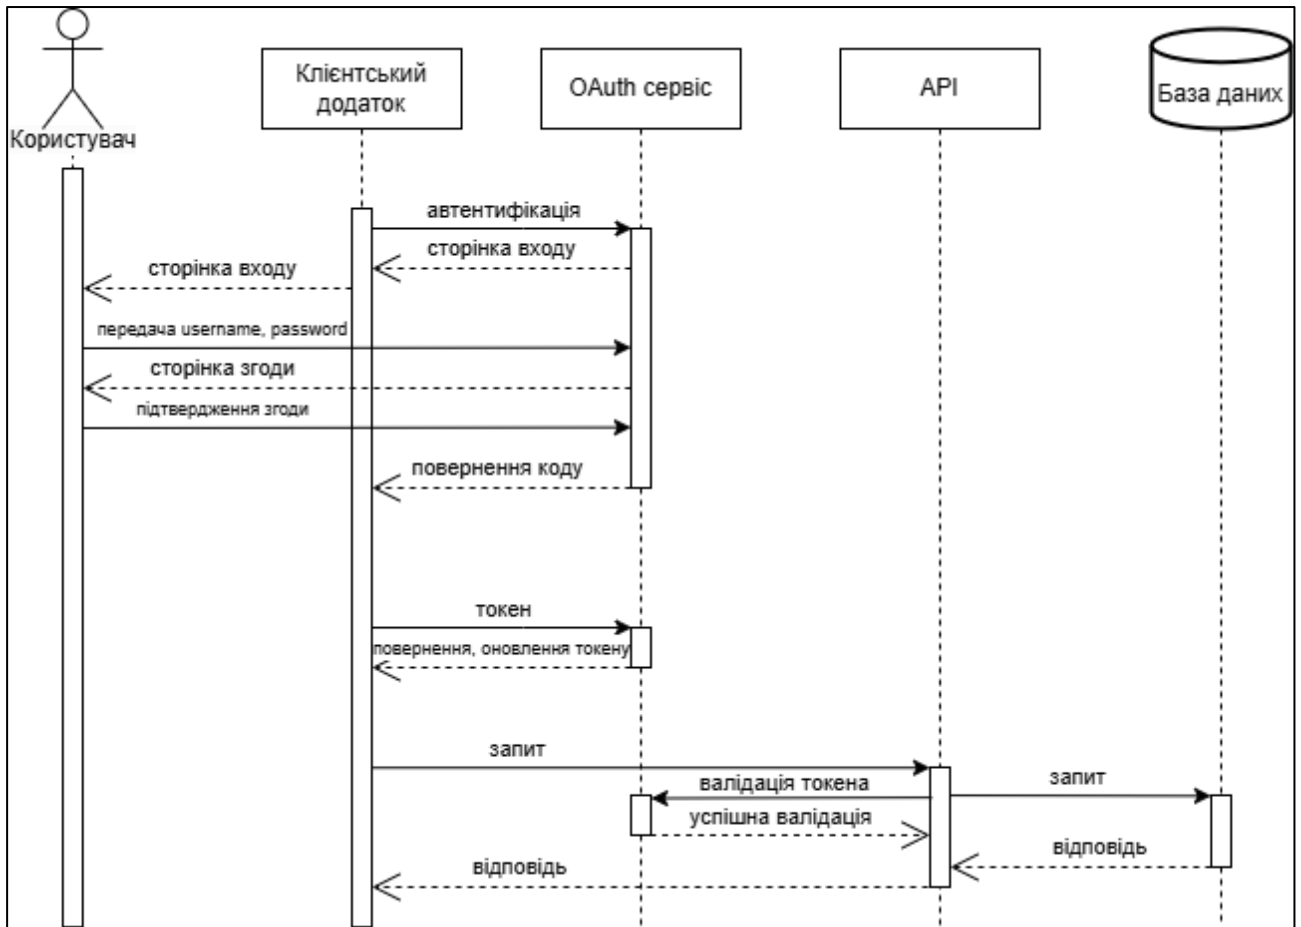 Користувач
Клієнтський
додаток
OAuth сервіс
API
База даних
автентифікація
сторінка входу
сторінка входу
передача username, password
сторінка згоди
підтвердження згоди
повернення коду
токен
повернення, оновлення токену
запит
валідація токена
запит
успішна валідація
відповідь
відповідь